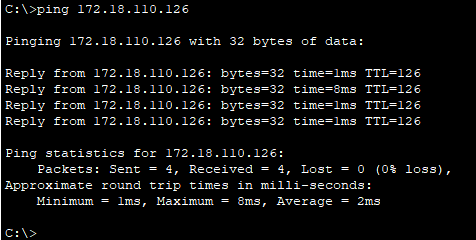 C:\>ping 172.18.110.126
Pinging 172.18.110.126 with 32 bytes of data:
Reply from 172.18.110.126: bytes=32 time=1ms TTL=126
Reply from 172.18.110.126: bytes=32 time=8ms TTL=126
Reply from 172.18.110.126: bytes=32 time=1ms TTL=126
Reply from 172.18.110.126: bytes=32 time=1ms TTL=126
Ping statistics for 172.18.110.126:
    Packets: Sent = 4, Received = 4, Lost = 0 (0% loss),
Approximate round trip times in milli-seconds:
    Minimum = 1ms, Maximum = 8ms, Average = 2ms
C:\>